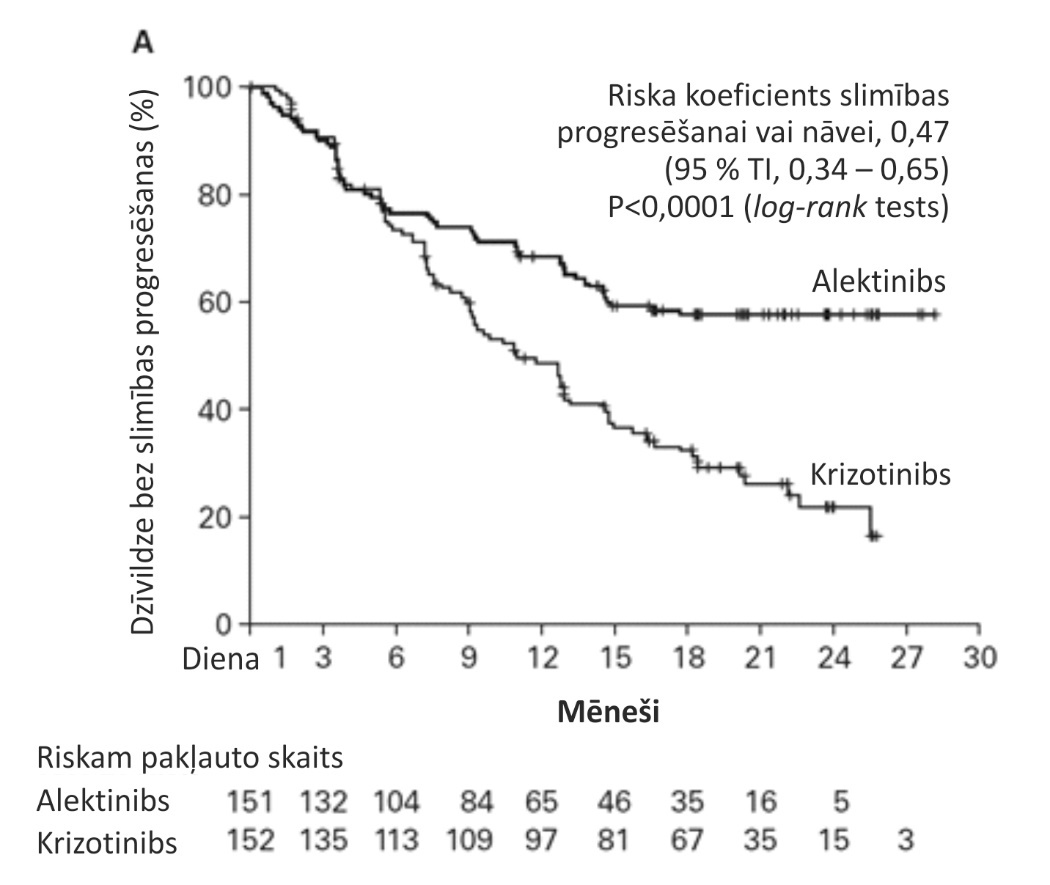 A
Dzīvildze bez slimības progresēšanas (%)
100
80
60
40
20
0
Riska koeficients slimības
progresēšanai vai nāvei, 0,47
(95 % TI, 0,34 – 0,65)
P<0,0001 (log-rank tests)
Alektinibs
Krizotinibs
Diena 1 3 6 9 12 15 18 21 24 27 30
Mēneši
Riskam pakļauto skaits
Alektinibs 151 132 104 84 65 46 35 16 5
Krizotinibs 152 135 113 109 97 81 67 35 15 3